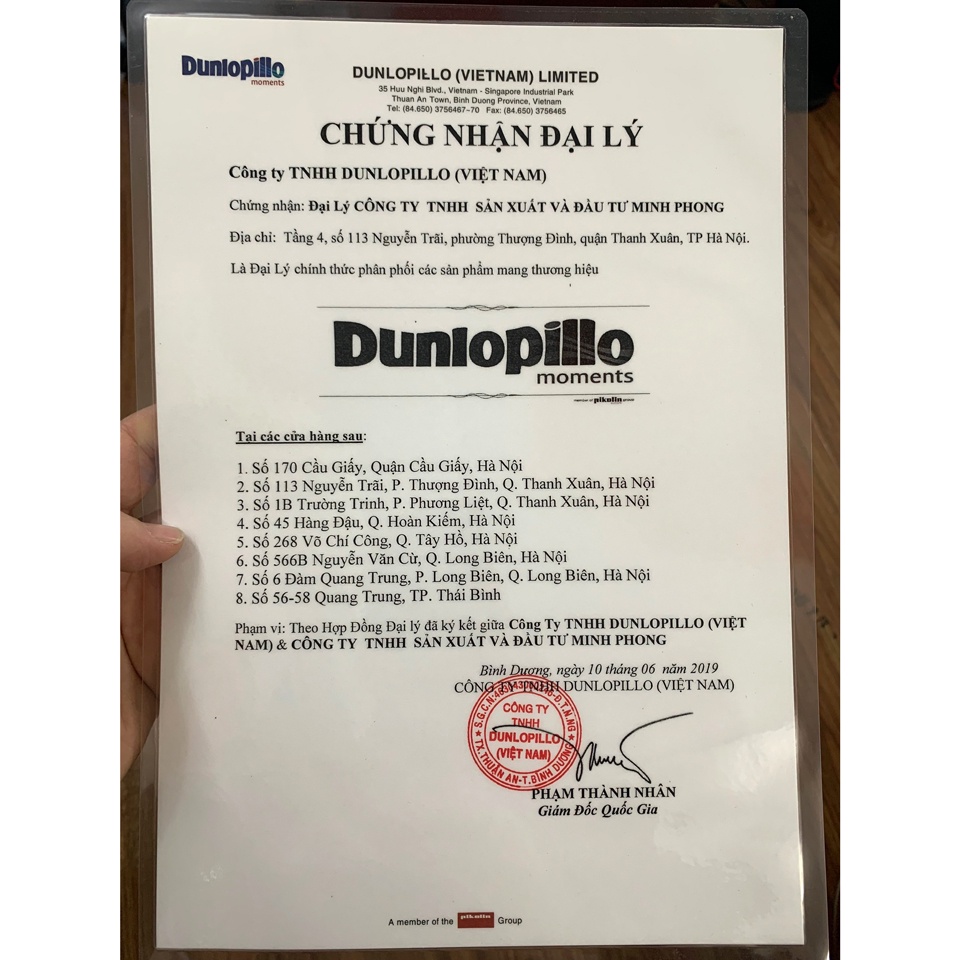 Dunlopillo
moments
DUNLOPILLO (VIETNAM) LIMITED
35 Huu Nghi Blvd., Vietnam - Singapore Industrial Park
Thuan An Town, Binh Duong Province, Vietnam
Tel: (84.650) 3756467-70 Fax: (84.650) 3756465
CHỨNG NHẬN ĐẠI LÝ
Công ty TNHH DUNLOPILLO (VIỆT NAM)
Chứng nhận: Đại Lý CÔNG TY TNHH SẢN XUẤT VÀ ĐẦU TƯ MINH PHONG
Địa chỉ: Tầng 4, số 113 Nguyễn Trãi, phường Thượng Đình, quận Thanh Xuân, TP Hà Nội.
Là Đại Lý chính thức phân phối các sản phẩm mang thương hiệu
Dunlopillo
moments
member of pikolin group
Tại các cửa hàng sau:
1. Số 170 Cầu Giấy, Quận Cầu Giấy, Hà Nội
2. Số 113 Nguyễn Trãi, P. Thượng Đình, Q. Thanh Xuân, Hà Nội
3. Số 1B Trường Trinh, P. Phương Liệt, Q. Thanh Xuân, Hà Nội
4. Số 45 Hàng Đậu, Q. Hoàn Kiếm, Hà Nội
5. Số 268 Võ Chí Công, Q. Tây Hồ, Hà Nội
6. Số 566B Nguyễn Văn Cừ, Q. Long Biên, Hà Nội
7. Số 6 Đàm Quang Trung, P. Long Biên, Q. Long Biên, Hà Nội
8. Số 56-58 Quang Trung, TP. Thái Bình
Phạm vi: Theo Hợp Đồng Đại lý đã ký kết giữa Công Ty TNHH DUNLOPILLO (VIỆT
NAM) & CÔNG TY TNHH SẢN XUẤT VÀ ĐẦU TƯ MINH PHONG
Bình Dương, ngày 10 tháng 06 năm 2019
CÔNG TY TNHH DUNLOPILLO (VIỆT NAM)
CÔNG TY
TNHH
DUNLOPILLO
(VIỆT NAM)
T.X.THUẬN AN-T.BÌNH DƯƠNG
PHẠM THÀNH NHÂN
Giám Đốc Quốc Gia
A member of the pikolin Group